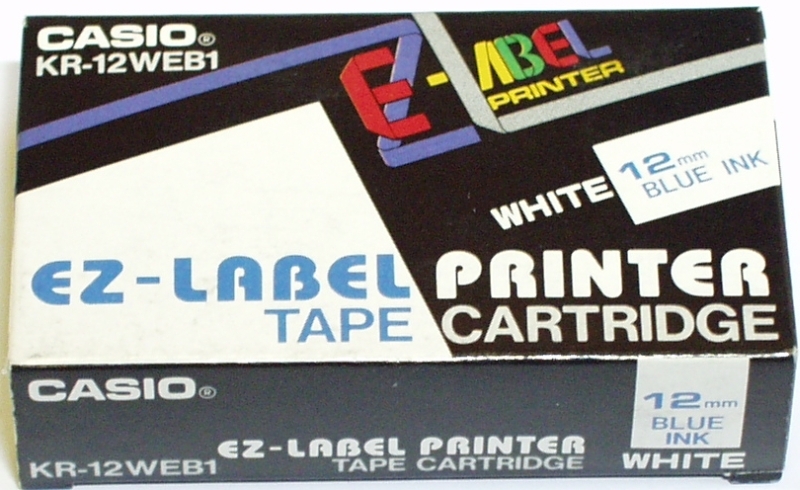 CASIO®
KR-12WEB1
EZ-LABEL
PRINTER
12mm
BLUE INK
WHITE
EZ-LABEL PRINTER
TAPE CARTRIDGE
CASIO®
KR-12WEB1
EZ-LABEL PRINTER
TAPE CARTRIDGE
12mm
BLUE
INK
WHITE